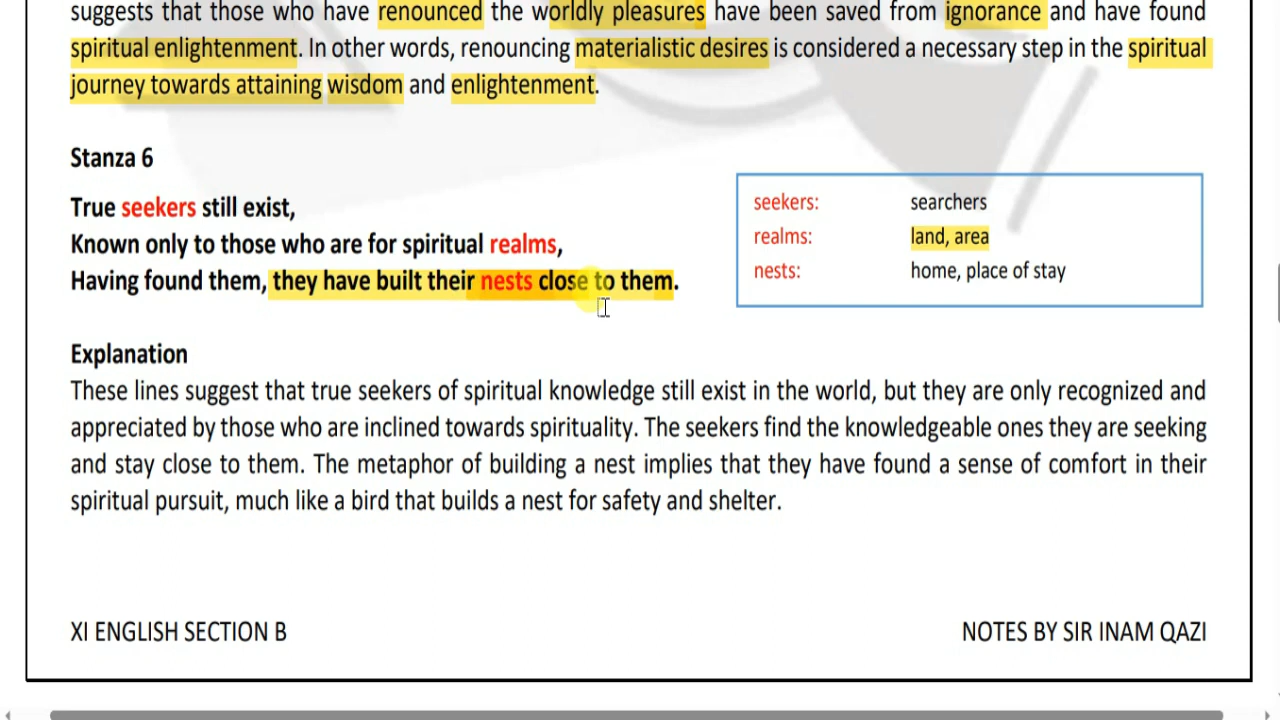 suggests that those who have renounced the worldly pleasures have been saved from ignorance and have found
spiritual enlightenment. In other words, renouncing materialistic desires is considered a necessary step in the spiritual
journey towards attaining wisdom and enlightenment.
Stanza 6
True seekers still exist,
Known only to those who are for spiritual realms,
Having found them, they have built their nests close to them.
seekers: searchers
realms: land, area
nests: home, place of stay
Explanation
These lines suggest that true seekers of spiritual knowledge still exist in the world, but they are only recognized and
appreciated by those who are inclined towards spirituality. The seekers find the knowledgeable ones they are seeking
and stay close to them. The metaphor of building a nest implies that they have found a sense of comfort in their
spiritual pursuit, much like a bird that builds a nest for safety and shelter.
XI ENGLISH SECTION B NOTES BY SIR INAM QAZI